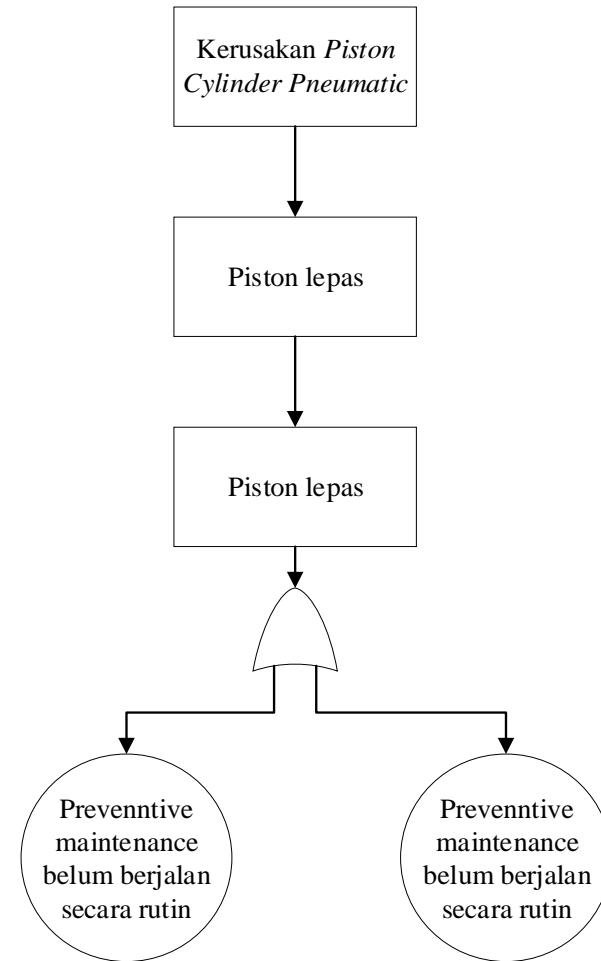 Kerusakan Piston
Cylinder Pneumatic
Piston lepas
Piston lepas
Prevenntive
maintenance
belum berjalan
secara rutin
Prevenntive
maintenance
belum berjalan
secara rutin